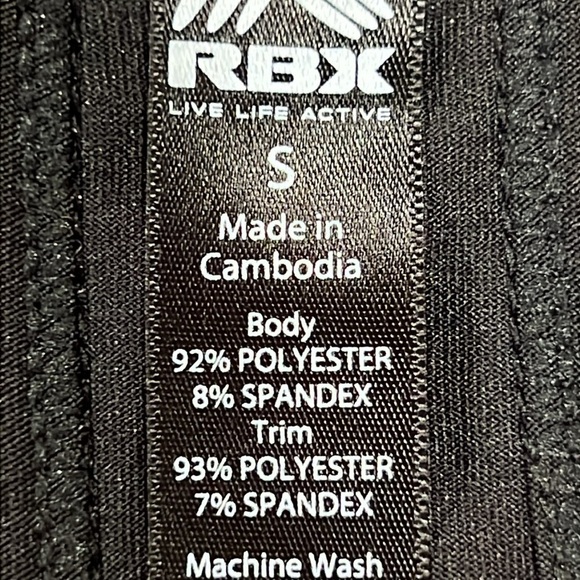 RBX
LIVE LIFE ACTIVE
S
Made in
Cambodia
Body
92% POLYESTER
8% SPANDEX
Trim
93% POLYESTER
7% SPANDEX
Machine Wash